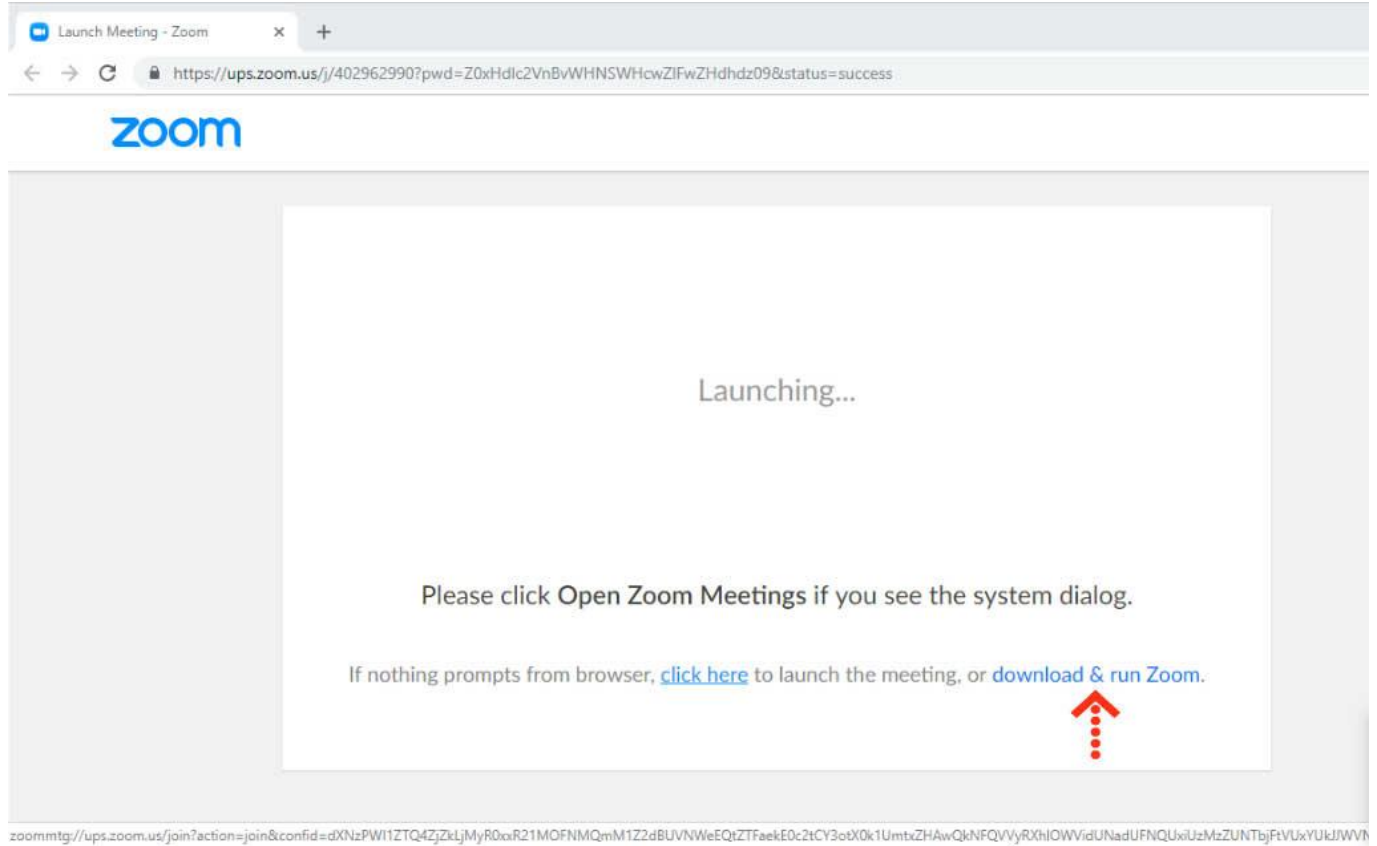 Launch Meeting - Zoom
https://ups.zoom.us/j/402962990?pwd=Z0xHdlc2VnBvWHNSWHcwZlFwZHdhdz09&status=success
zoom
Launching...
Please click Open Zoom Meetings if you see the system dialog.
If nothing prompts from browser, click here to launch the meeting, or download & run Zoom.
zoommtg://ups.zoom.us/join?action=join&confid=